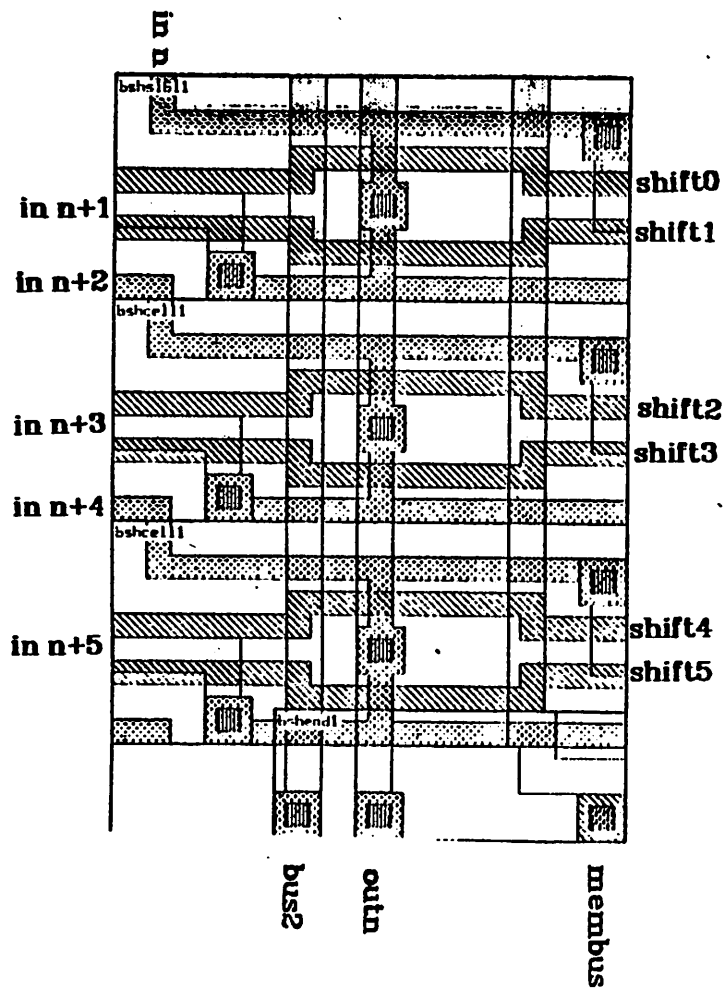 in n
bshslbl1
shift0
in n+1
shift1
in n+2
bshcell1
shift2
in n+3
shift3
in n+4
bshcell1
shift4
in n+5
shift5
bshend1
bus2
outn
membus